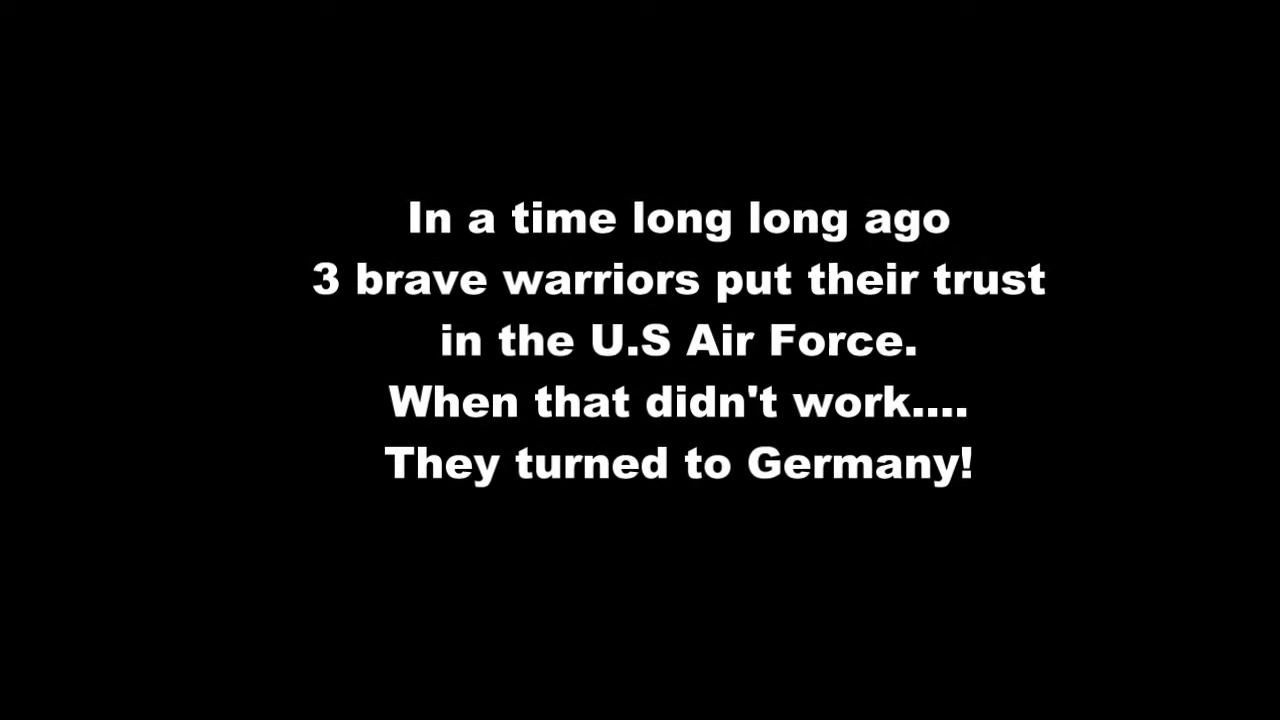 In a time long long ago
3 brave warriors put their trust
in the U.S Air Force.
When that didn't work....
They turned to Germany!